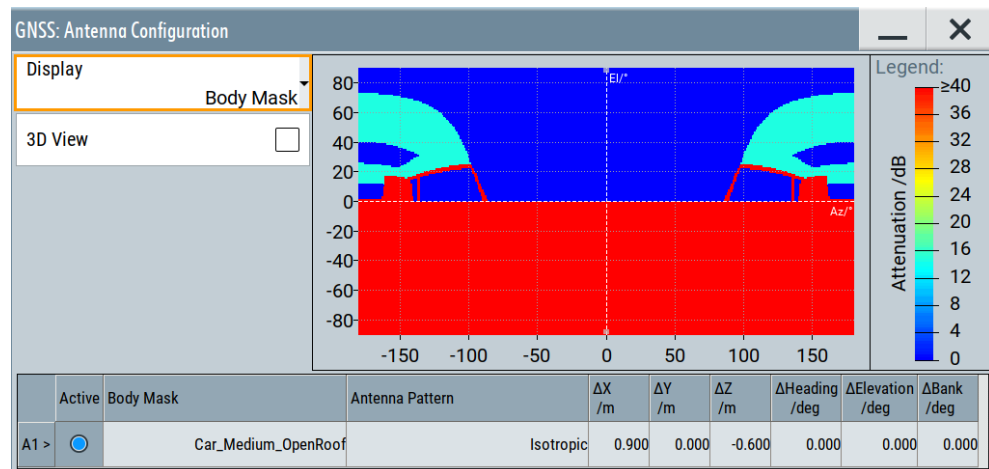 GNSS: Antenna Configuration
Display
Body Mask
3D View
El/°
Az/°
80
60
40
20
0
-20
-40
-60
-80
-150 -100 -50 0 50 100 150
Legend:
Attenuation /dB
≥40
36
32
28
24
20
16
12
8
4
0
Active Body Mask Antenna Pattern ΔX /m ΔY /m ΔZ /m ΔHeading /deg ΔElevation /deg ΔBank /deg
A1 > Car_Medium_OpenRoof Isotropic 0.900 0.000 -0.600 0.000 0.000 0.000